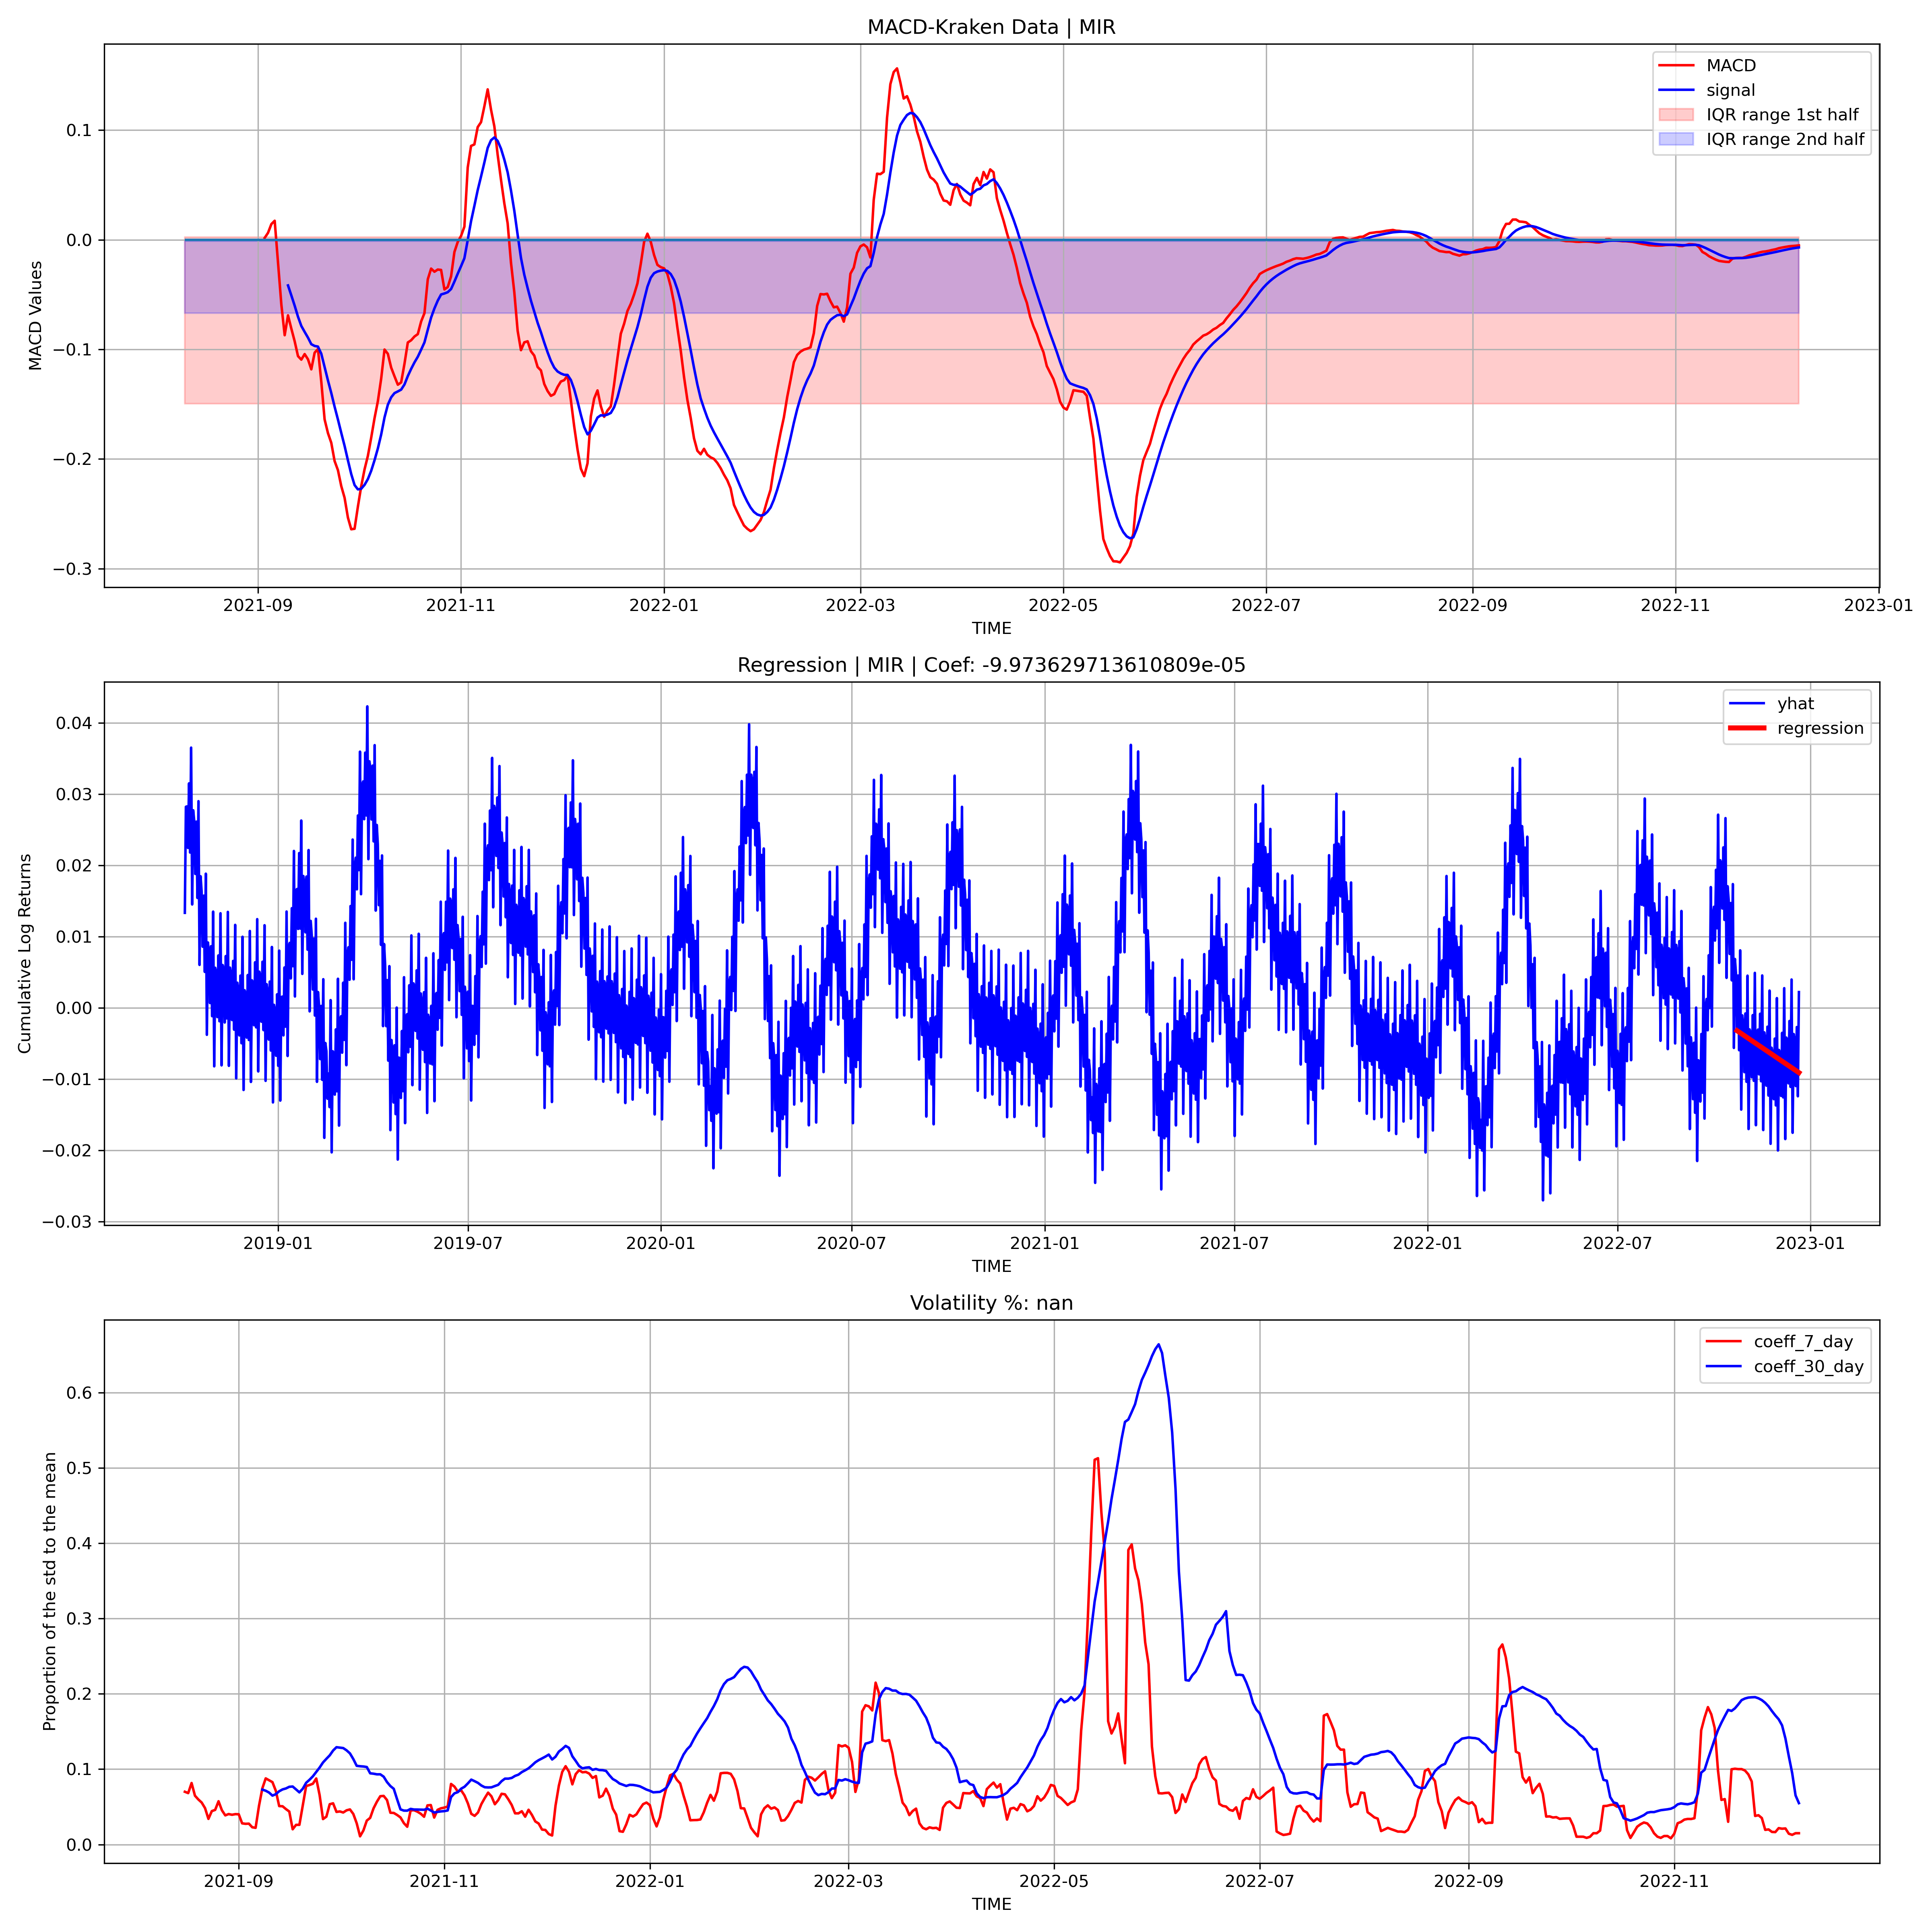 MACD-Kraken Data | MIR
MACD
signal
IQR range 1st half
IQR range 2nd half
MACD Values
0.1
0.0
−0.1
−0.2
−0.3
2021-09 2021-11 2022-01 2022-03 2022-05 2022-07 2022-09 2022-11 2023-01
TIME
Regression | MIR | Coef: -9.973629713610809e-05
yhat
regression
Cumulative Log Returns
0.04
0.03
0.02
0.01
0.00
−0.01
−0.02
−0.03
2019-01 2019-07 2020-01 2020-07 2021-01 2021-07 2022-01 2022-07 2023-01
TIME
Volatility %: nan
coeff_7_day
coeff_30_day
Proportion of the std to the mean
0.6
0.5
0.4
0.3
0.2
0.1
0.0
2021-09 2021-11 2022-01 2022-03 2022-05 2022-07 2022-09 2022-11
TIME